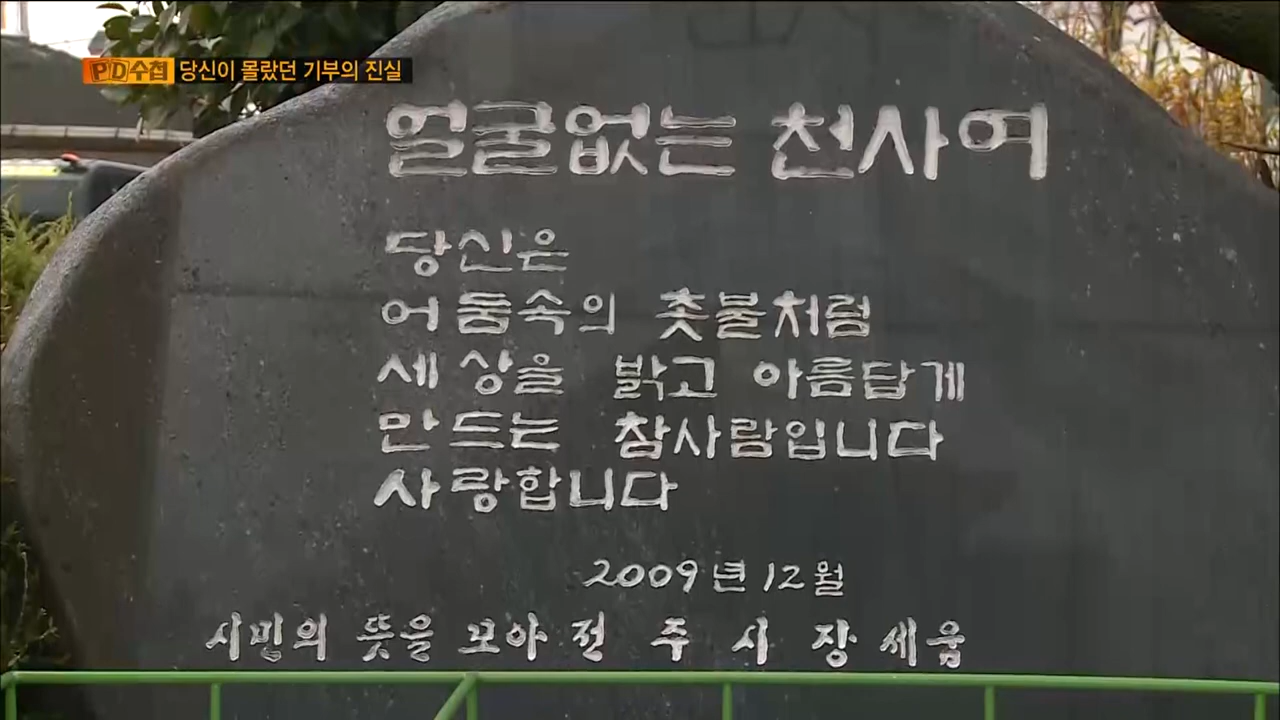 PD수첩 당신이 몰랐던 기부의 진실
얼굴없는 천사여
당신은
어둠속의 촛불처럼
세상을 밝고 아름답게
만드는 참사람입니다
사랑합니다
2009년 12월
시민의 뜻을 모아 전 주 시 장 세움